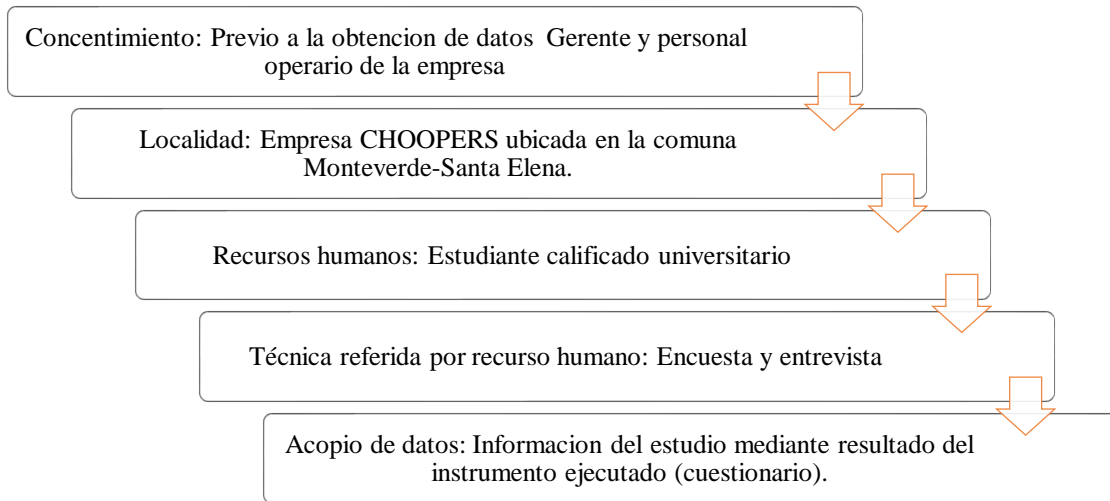 Concentimiento: Previo a la obtencion de datos Gerente y personal
operario de la empresa
Localidad: Empresa CHOOPERS ubicada en la comuna
Monteverde-Santa Elena.
Recursos humanos: Estudiante calificado universitario
Técnica referida por recurso humano: Encuesta y entrevista
Acopio de datos: Informacion del estudio mediante resultado del
instrumento ejecutado (cuestionario).